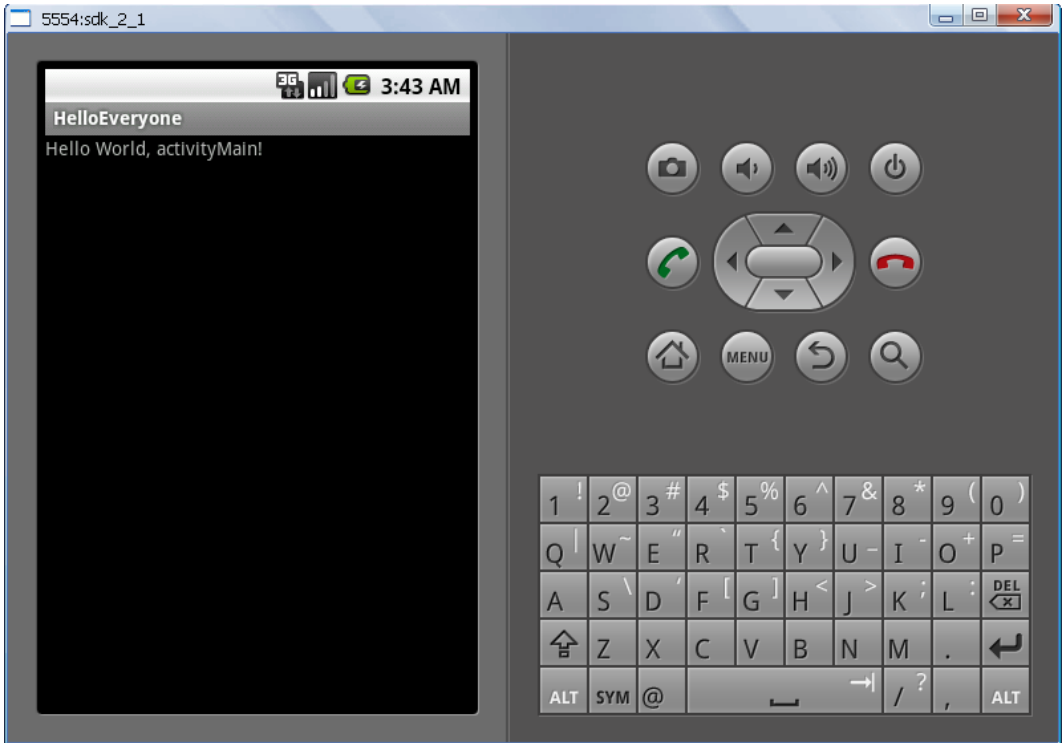 5554:sdk_2_1
3G 3:43 AM
HelloEveryone
Hello World, activityMain!
MENU
1 ! 2 @ 3 # 4 $ 5 % 6 ^ 7 & 8 * 9 ( 0 )
Q | W ~ E “ R ` T { Y } U _ I - O + P =
A S \ D ‘ F [ G ] H < J > K ; L : DEL
Z X C V B N M .
ALT SYM @ / ? , ALT